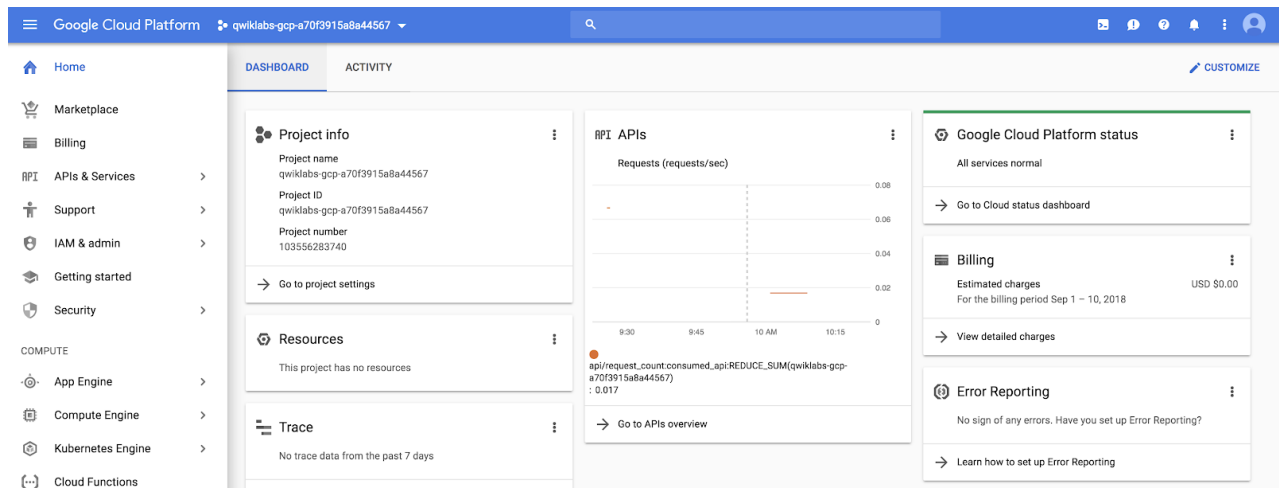 Google Cloud Platform
qwiklabs-gcp-a70f3915a8a44567
Home
Marketplace
Billing
API
APIs & Services
Support
IAM & admin
Getting started
Security
COMPUTE
App Engine
Compute Engine
Kubernetes Engine
Cloud Functions
DASHBOARD
ACTIVITY
CUSTOMIZE
Project info
Project name
qwiklabs-gcp-a70f3915a8a44567
Project ID
qwiklabs-gcp-a70f3915a8a44567
Project number
103556283740
Go to project settings
Resources
This project has no resources
Trace
No trace data from the past 7 days
API APIs
Requests (requests/sec)
0.08
0.06
0.04
0.02
0
9:30
9:45
10 AM
10:15
api/request_count:consumed_api:REDUCE_SUM(qwiklabs-gcp-
a70f3915a8a44567)
: 0.017
Go to APIs overview
Google Cloud Platform status
All services normal
Go to Cloud status dashboard
Billing
Estimated charges
USD $0.00
For the billing period Sep 1 – 10, 2018
View detailed charges
Error Reporting
No sign of any errors. Have you set up Error Reporting?
Learn how to set up Error Reporting